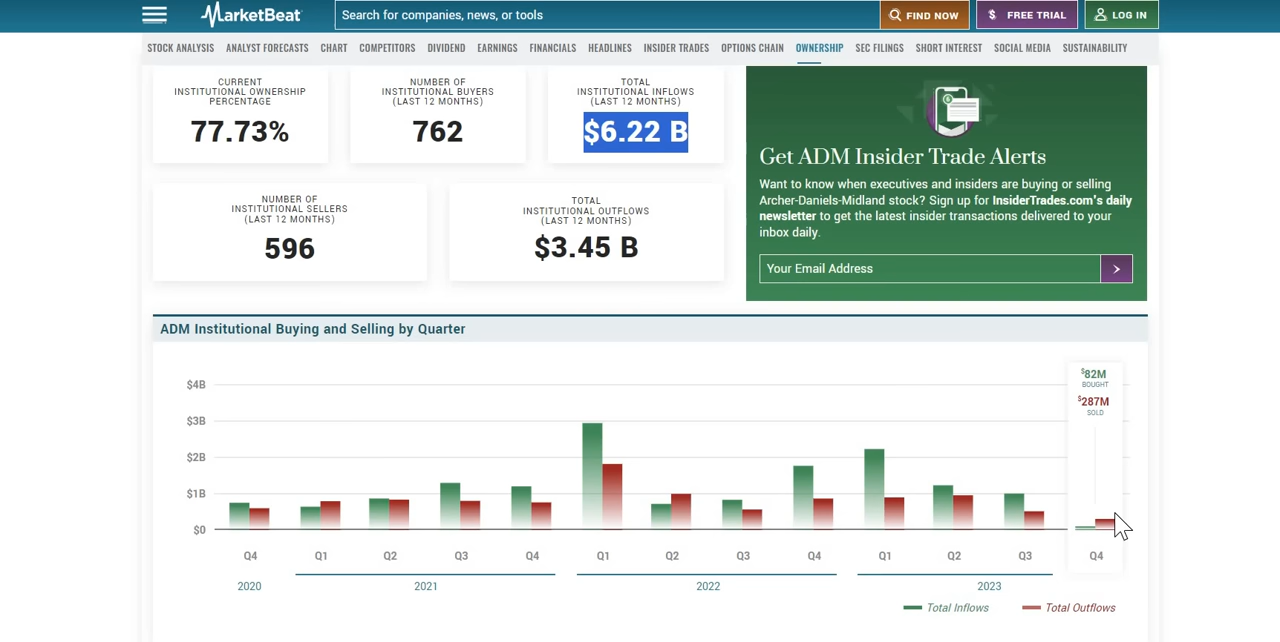 MarketBeat
Search for companies, news, or tools
FIND NOW
$ FREE TRIAL
LOG IN
STOCK ANALYSIS ANALYST FORECASTS CHART COMPETITORS DIVIDEND EARNINGS FINANCIALS HEADLINES INSIDER TRADES OPTIONS CHAIN OWNERSHIP SEC FILINGS SHORT INTEREST SOCIAL MEDIA SUSTAINABILITY
CURRENT
INSTITUTIONAL OWNERSHIP
PERCENTAGE
77.73%
NUMBER OF
INSTITUTIONAL BUYERS
(LAST 12 MONTHS)
762
TOTAL
INSTITUTIONAL INFLOWS
(LAST 12 MONTHS)
$6.22 B
NUMBER OF
INSTITUTIONAL SELLERS
(LAST 12 MONTHS)
596
TOTAL
INSTITUTIONAL OUTFLOWS
(LAST 12 MONTHS)
$3.45 B
Get ADM Insider Trade Alerts
Want to know when executives and insiders are buying or selling
Archer-Daniels-Midland stock? Sign up for InsiderTrades.com's daily
newsletter to get the latest insider transactions delivered to your
inbox daily.
Your Email Address
ADM Institutional Buying and Selling by Quarter
$4B
$3B
$2B
$1B
$0
$82M
BOUGHT
$287M
SOLD
Q4 Q1 Q2 Q3 Q4 Q1 Q2 Q3 Q4 Q1 Q2 Q3 Q4
2020 2021 2022 2023
Total Inflows Total Outflows